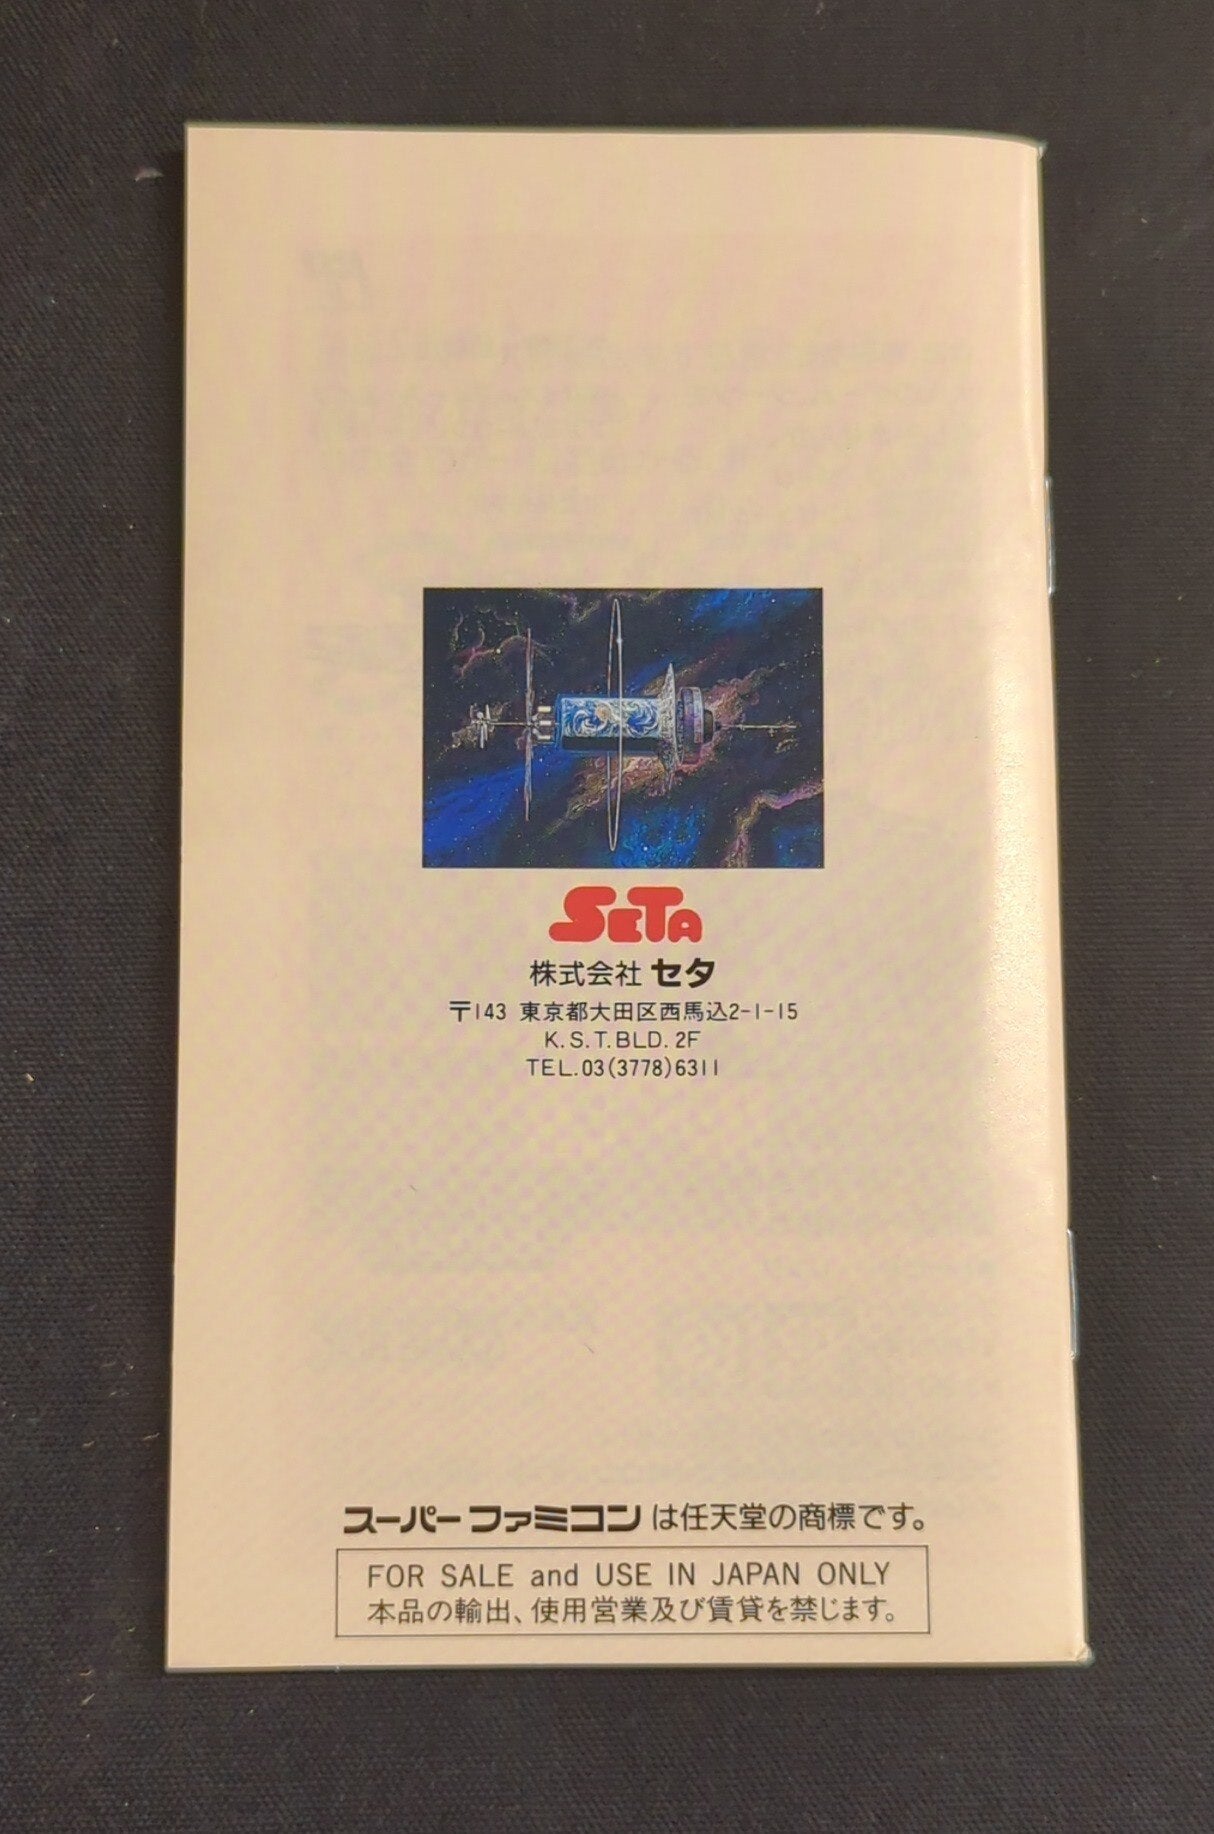 SETA
株式会社 セタ
〒143 東京都大田区西馬込2-1-15
K.S.T.BLD. 2F
TEL.03(3778)6311
スーパーファミコン は任天堂の商標です。
FOR SALE and USE IN JAPAN ONLY
本品の輸出、使用営業及び賃貸を禁じます。